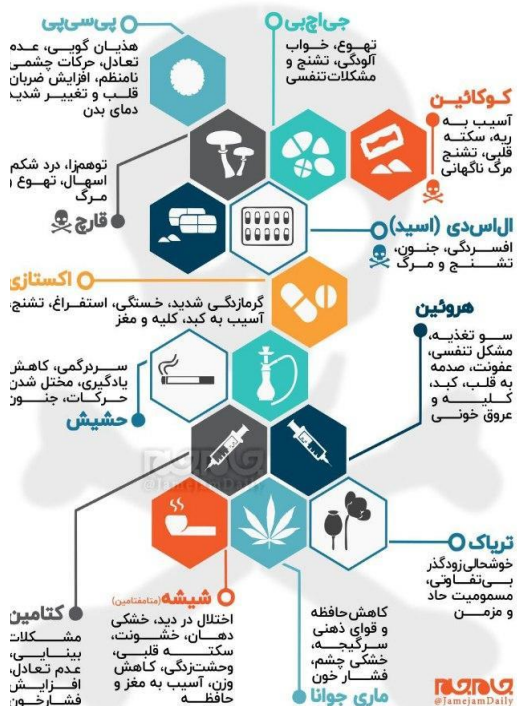 جی‌اچ‌بی
تهوع، خواب
آلودگی، تشنج و
مشکلات‌تنفسی
پی‌سی‌پی
هذیان گویی، عدم
تعادل، حرکات چشمی
نامنظم، افزایش ضربان
قلب و تغییر شدید
دمای بدن
کوکائین
آسیب به
ریه، سکته
قلبی، تشنج
مرگ ناگهانی
توهم‌زا، درد شکم
اسهال، تهوع و
مرگ
قارچ
ال‌اس‌دی (اسید)
افسردگی، جنون،
تشنج و مرگ
اکستازی
گرمازدگی شدید، خستگی، استفراغ، تشنج،
آسیب به کبد، کلیه و مغز
هروئین
سو تغذیه،
مشکل تنفسی،
عفونت، صدمه
به قلب، کبد،
کلیه و
عروق خونی
سردرگمی، کاهش
یادگیری، مختل شدن
حرکات، جنون
حشیش
جام‌جم
@JamejamDaily
تریاک
خوشحالی‌زودگذر
بی‌تفاوتی،
مسمومیت حاد
و مزمن
کاهش‌حافظه
و قوای ذهنی
سرگیجه،
خشکی چشم،
فشار خون
ماری جوانا
شیشه (متامفتامین)
اختلال در دید، خشکی
دهان، خشونت،
سکته قلبی،
وحشت‌زدگی، کاهش
وزن، آسیب به مغز و
حافظه
کتامین
مشکلات
بینایی،
عدم تعادل،
افزایش
فشارخون
جام‌جم
@JamejamDaily